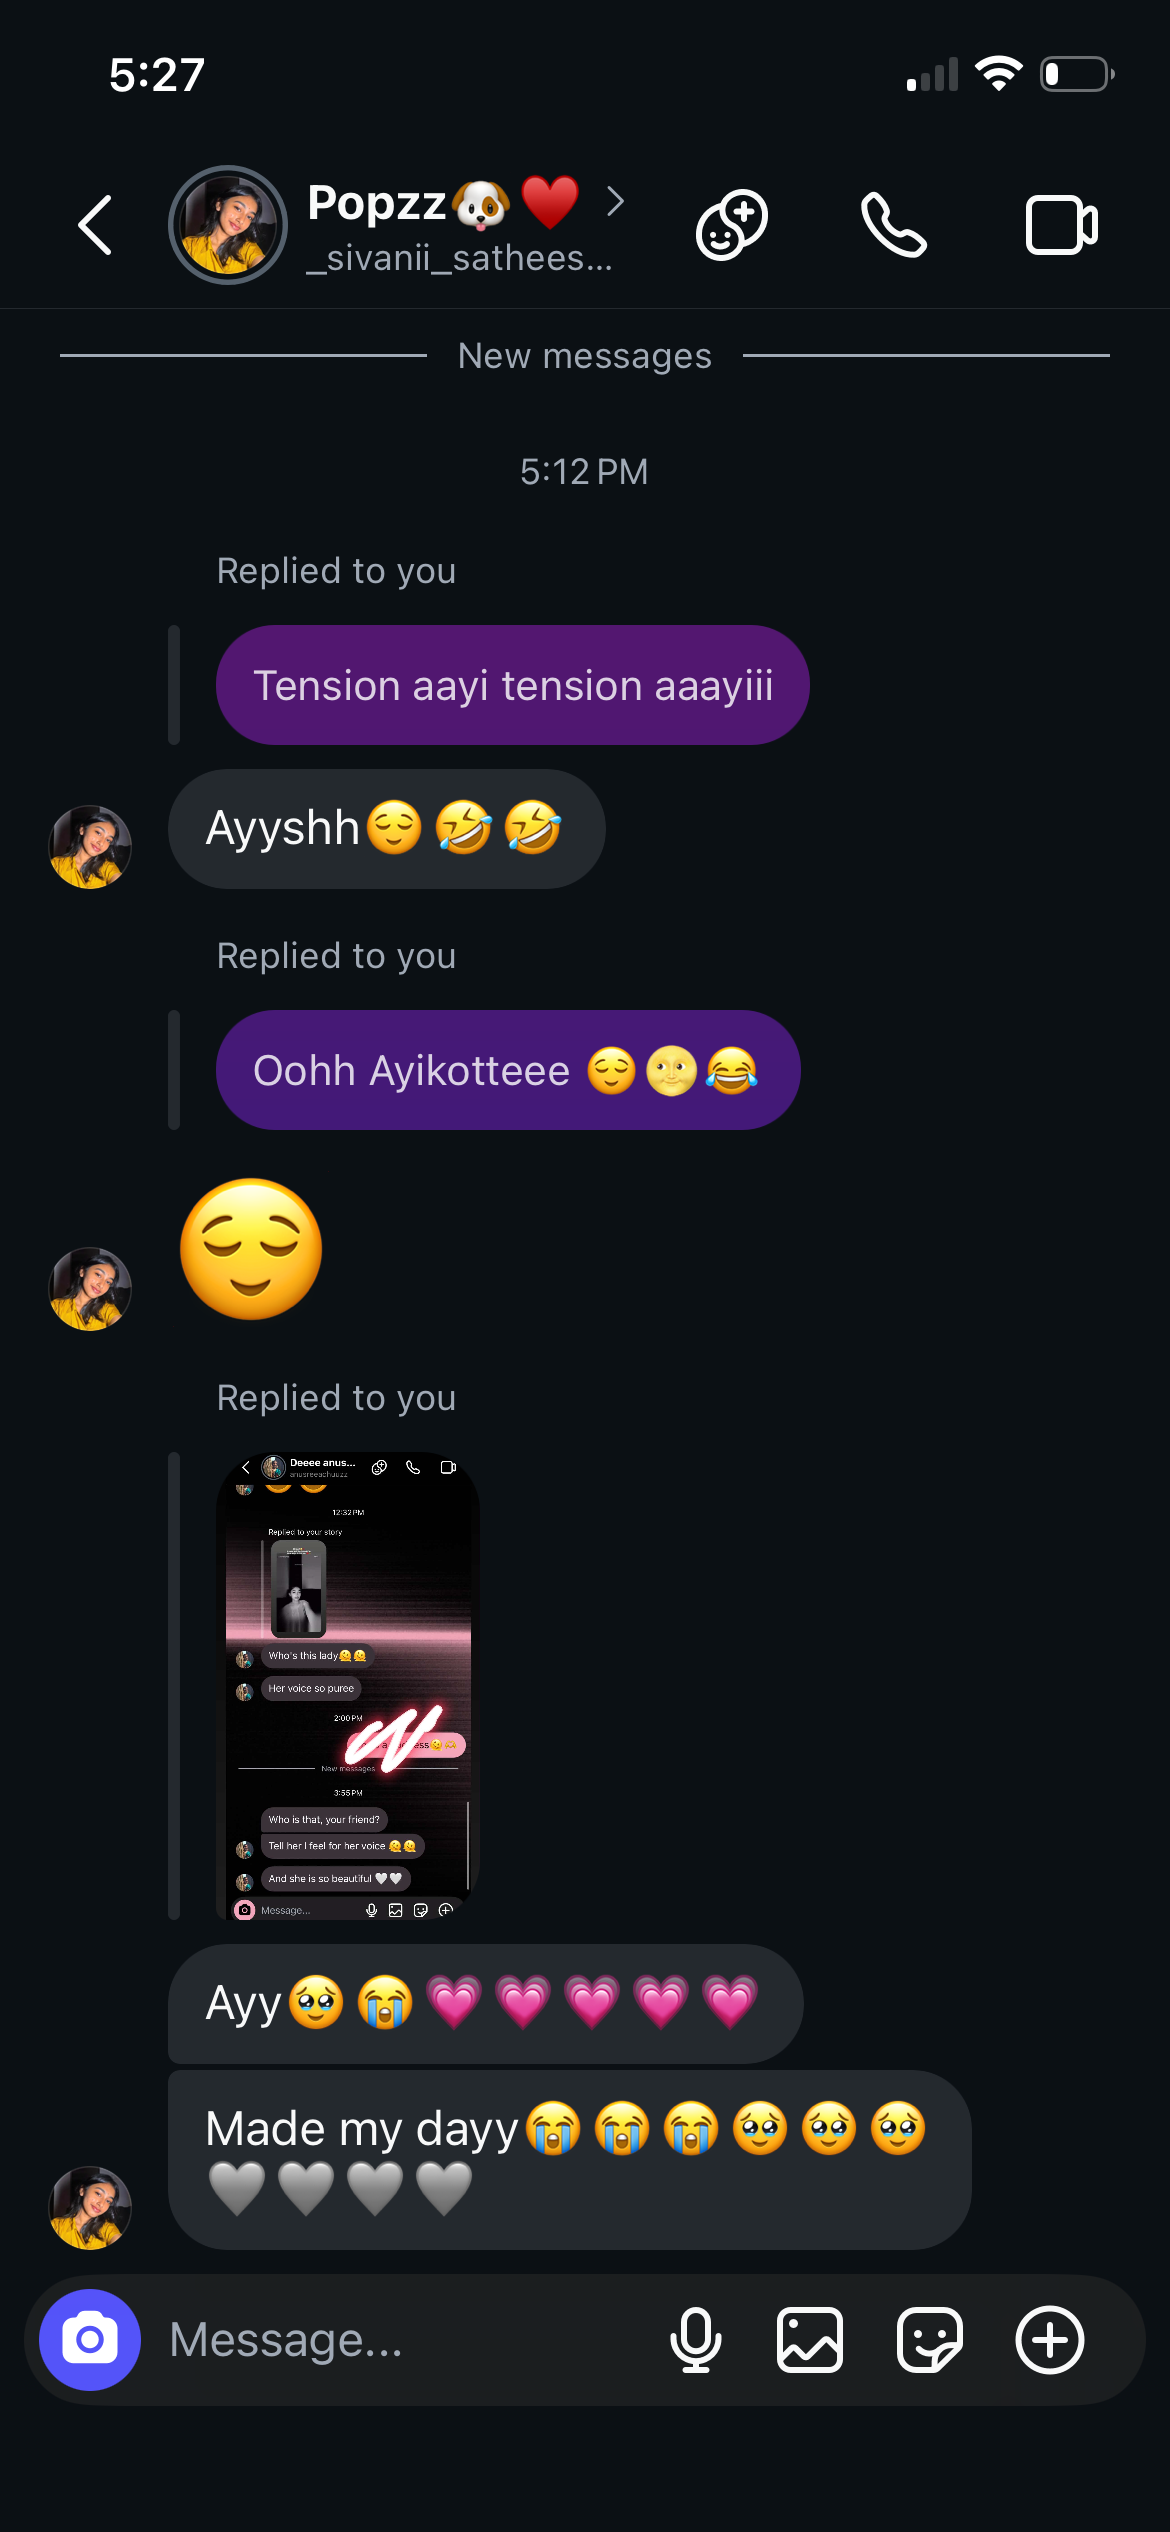 5:27
Popzz🐶♥️
_sivanii_sathees...
New messages
5:12 PM
Replied to you
Tension aayi tension aaayiii
Ayyshh😌🤣🤣
Replied to you
Oohh Ayikotteee 😌🌝😂
😌
Replied to you
Deeee anus...
anusreeachuuzz
12:32 PM
Replied to your story
Who's this lady🫠🫠
Her voice so puree
2:00 PM
New messages
3:55 PM
Who is that, your friend?
Tell her I feel for her voice 🫠🫠
And she is so beautiful 🤍🤍
Message...
Ayy🥹😭💗💗💗💗💗
Made my dayy😭😭😭🥹🥹🥹
🩶🩶🩶🩶
Message...